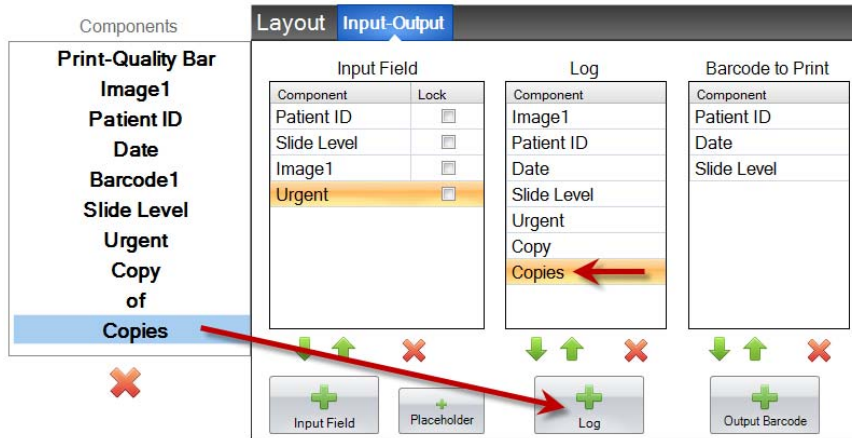 Components
Print-Quality Bar
Image1
Patient ID
Date
Barcode1
Slide Level
Urgent
Copy
of
Copies
Layout Input-Output
Input Field
Component Lock
Patient ID
Slide Level
Image1
Urgent
Input Field
Placeholder
Log
Component
Image1
Patient ID
Date
Slide Level
Urgent
Copy
Copies
Log
Barcode to Print
Component
Patient ID
Date
Slide Level
Output Barcode